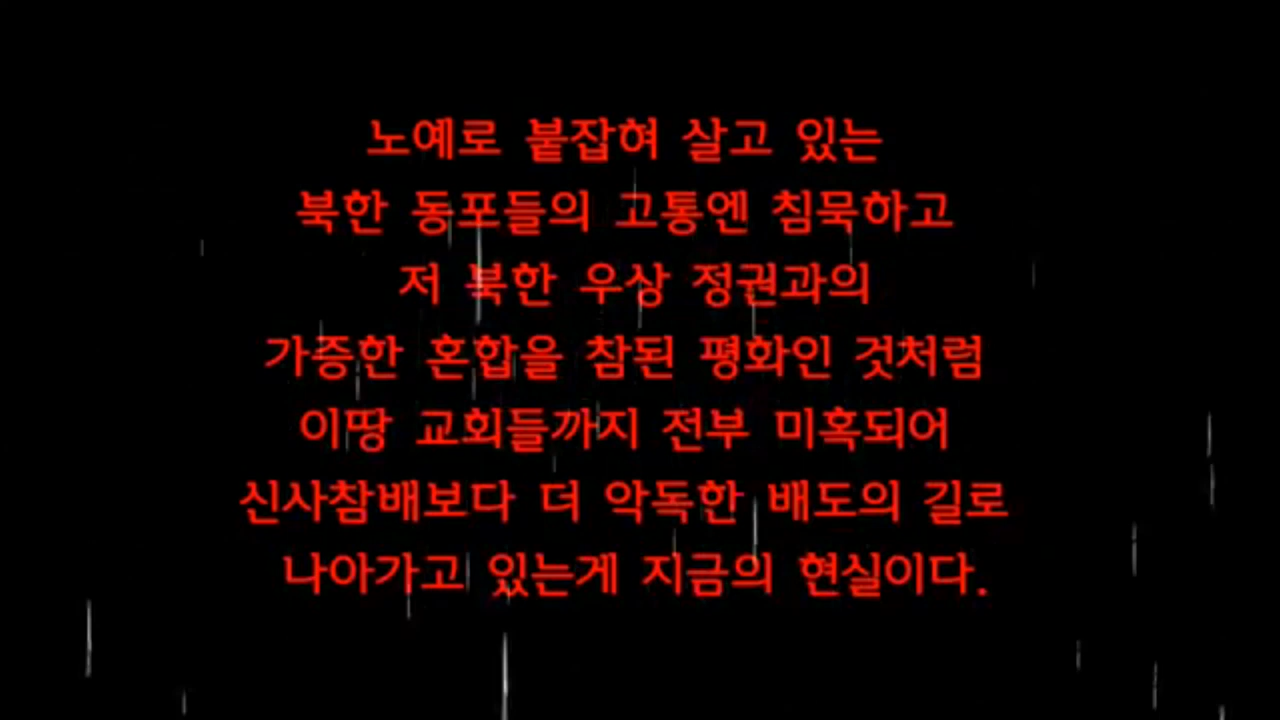 노예로 붙잡혀 살고 있는
북한 동포들의 고통엔 침묵하고
저 북한 우상 정권과의
가증한 혼합을 참된 평화인 것처럼
이땅 교회들까지 전부 미혹되어
신사참배보다 더 악독한 배도의 길로
나아가고 있는게 지금의 현실이다.